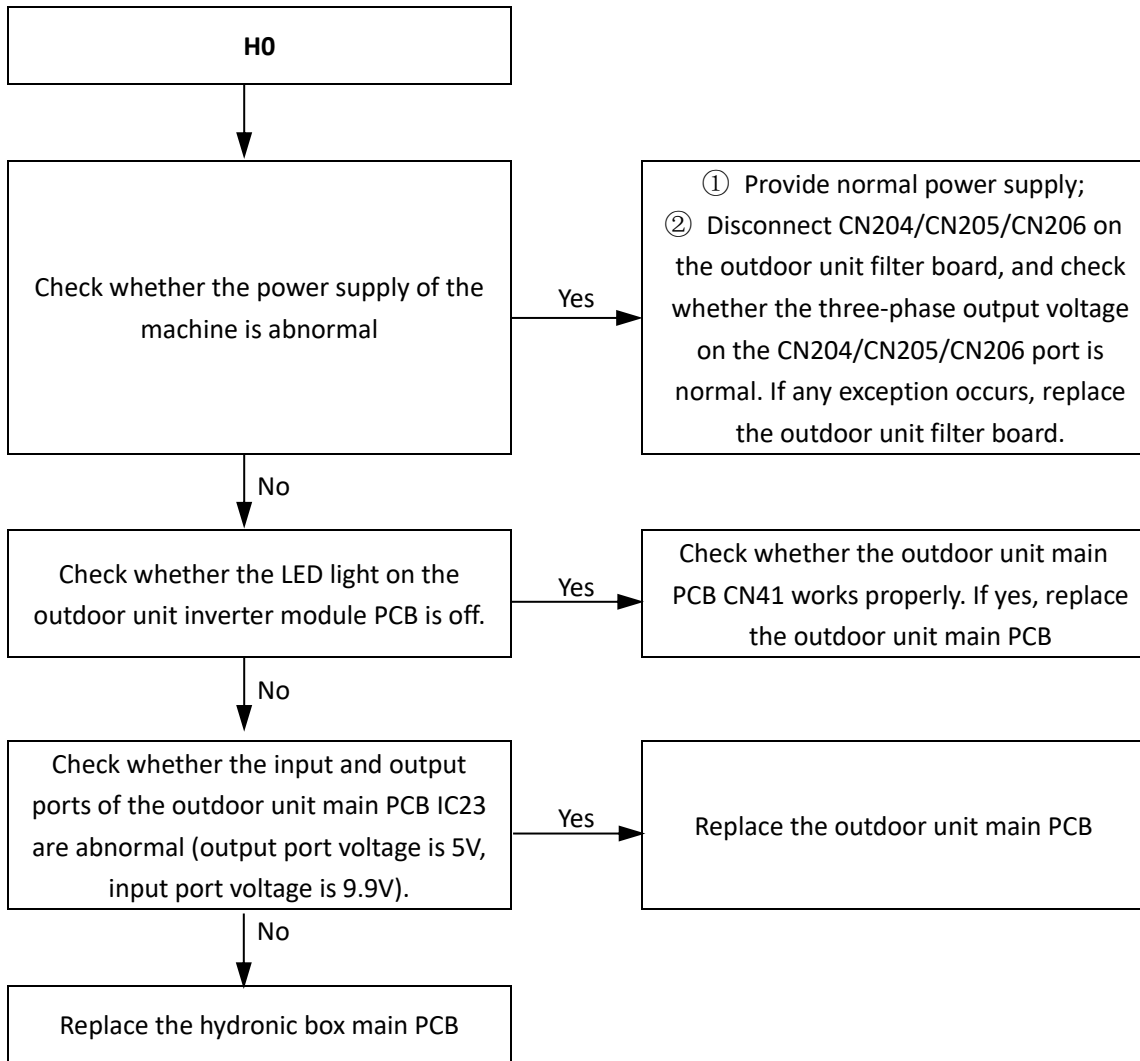 H0
Check whether the power supply of the
machine is abnormal
Yes
① Provide normal power supply;
② Disconnect CN204/CN205/CN206 on
the outdoor unit filter board, and check
whether the three-phase output voltage
on the CN204/CN205/CN206 port is
normal. If any exception occurs, replace
the outdoor unit filter board.
No
Check whether the LED light on the
outdoor unit inverter module PCB is off.
Yes
Check whether the outdoor unit main
PCB CN41 works properly. If yes, replace
the outdoor unit main PCB
No
Check whether the input and output
ports of the outdoor unit main PCB IC23
are abnormal (output port voltage is 5V,
input port voltage is 9.9V).
Yes
Replace the outdoor unit main PCB
No
Replace the hydronic box main PCB